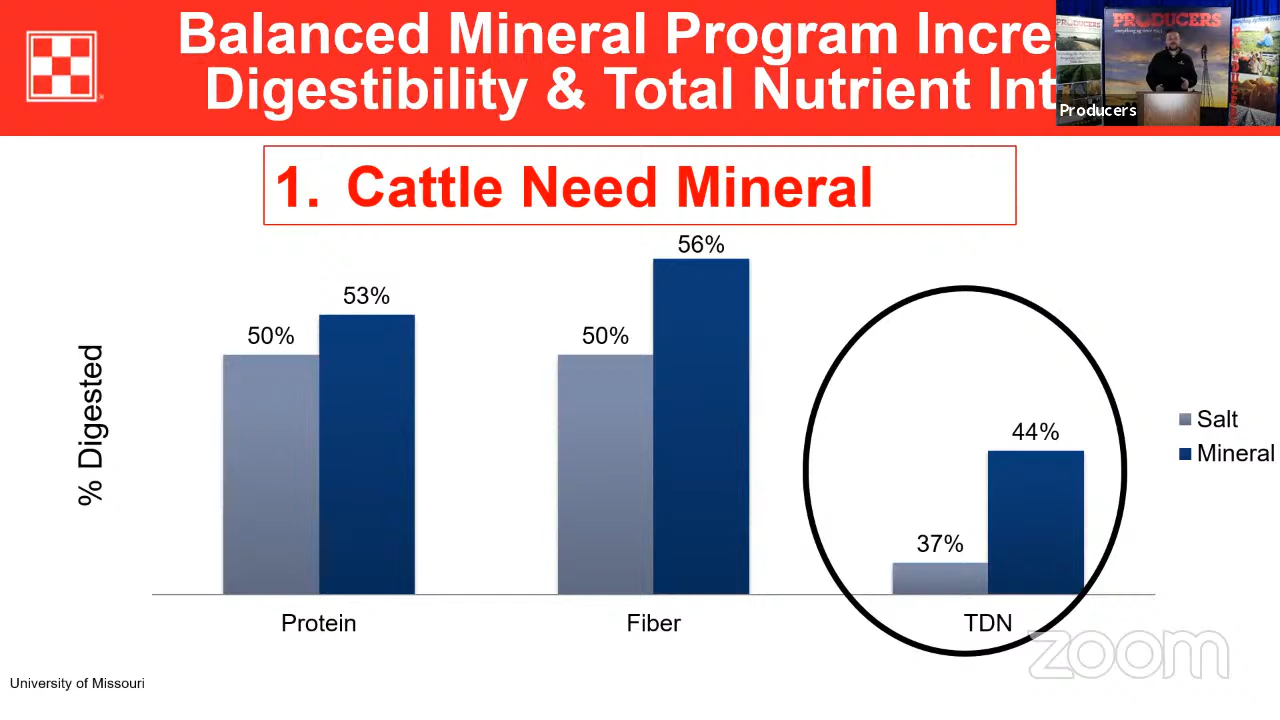 Balanced Mineral Program Incre
Digestibility & Total Nutrient Int
PRODUCERS
Producers
1. Cattle Need Mineral
56%
53%
50%
50%
44%
37%
% Digested
Salt
Mineral
Protein
Fiber
TDN
zoom
University of Missouri